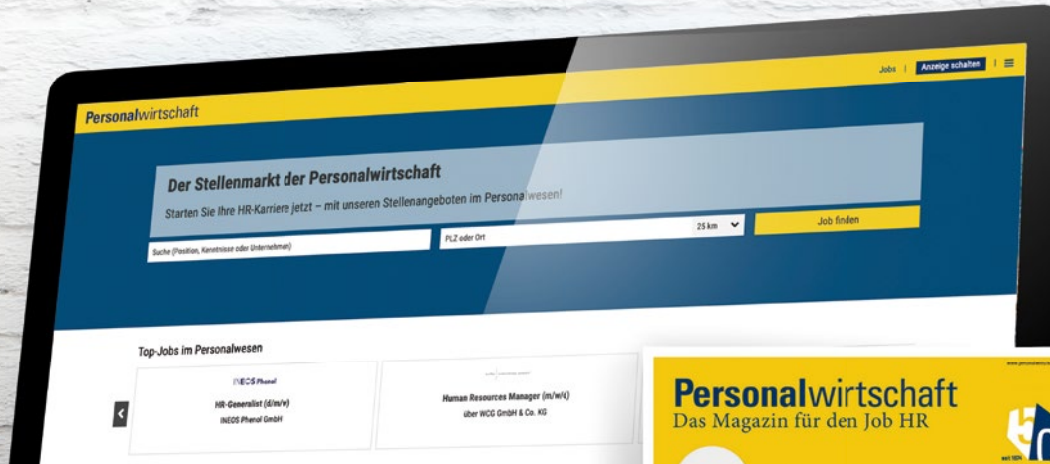 Jobs | Anzeige schalten |
Personalwirtschaft
Der Stellenmarkt der Personalwirtschaft
Starten Sie Ihre HR-Karriere jetzt – mit unseren Stellenangeboten im Personalwesen!
Suche (Position, Kenntnisse oder Unternehmen)
PLZ oder Ort
25 km
Job finden
Top-Jobs im Personalwesen
INEOS Phenol
HR-Generalist (d/m/w)
INEOS Phenol GmbH
Human Resources Manager (m/w/d)
über WCG GmbH & Co. KG
Personalwirtschaft
Das Magazin für den Job HR
50